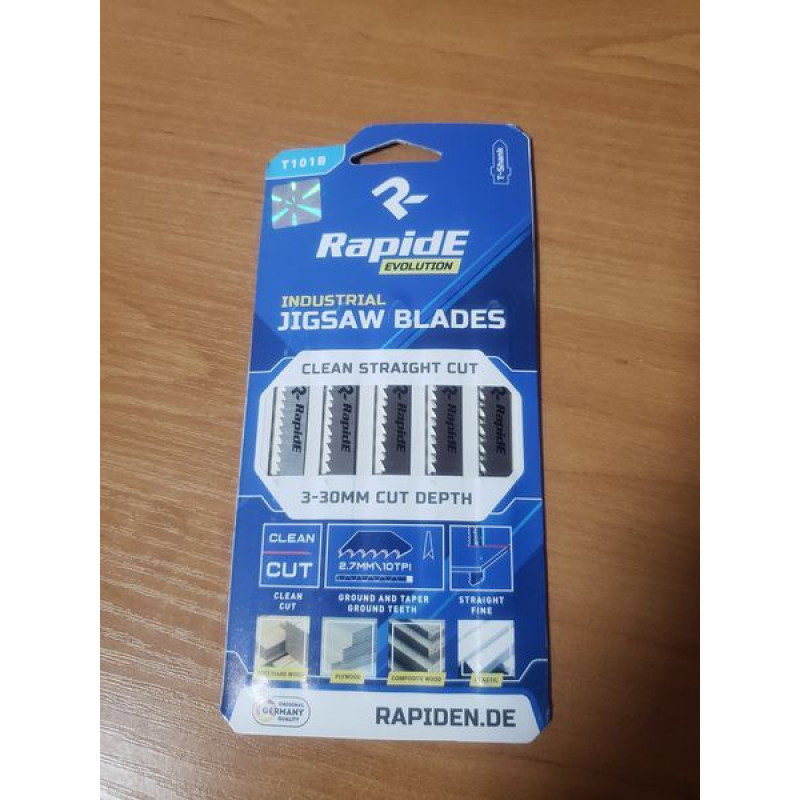 T101B
T-Shank
R-
RapidE
EVOLUTION
INDUSTRIAL
JIGSAW BLADES
CLEAN STRAIGHT CUT
RapidE RapidE RapidE RapidE RapidE
3-30MM CUT DEPTH
CLEAN
CUT
2.7MM\10TPI
CLEAN
CUT
GROUND AND TAPER
GROUND TEETH
STRAIGHT
FINE
PLYWOOD
COMPOSITE WOOD
PLASTIC
ORIGINAL
GERMANY
QUALITY
RAPIDEN.DE